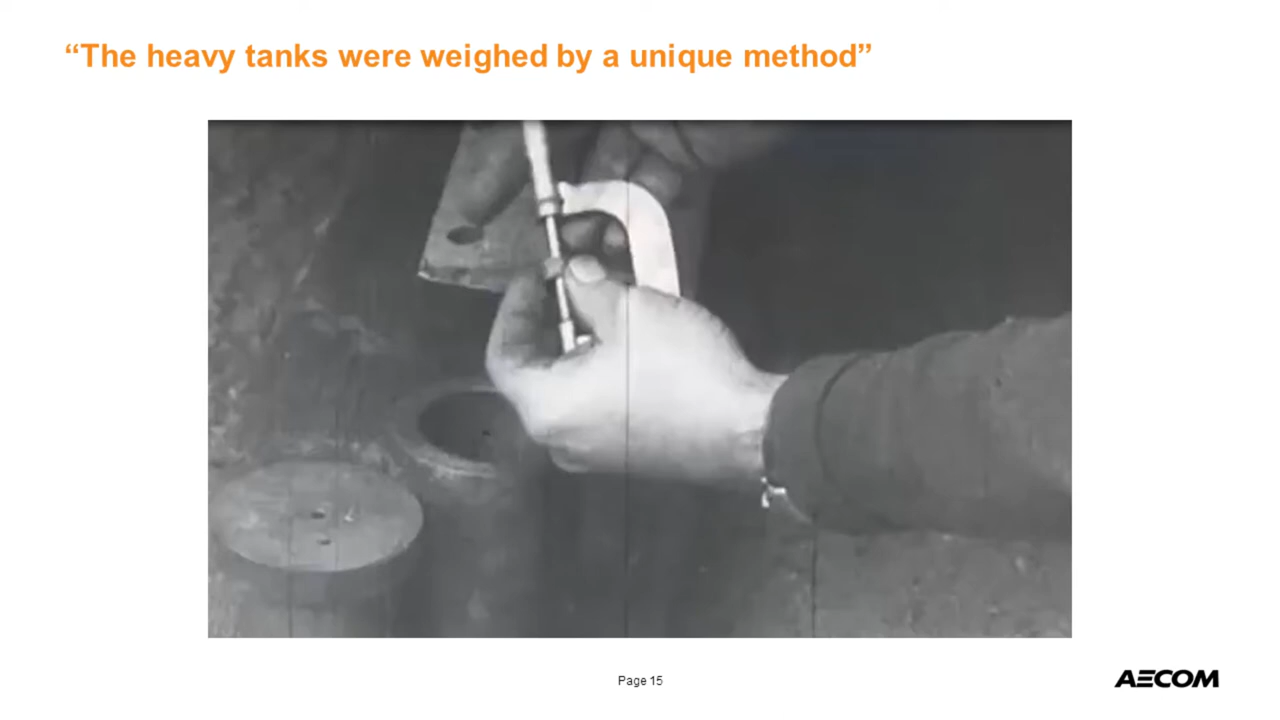 “The heavy tanks were weighed by a unique method”
Page 15
AECOM